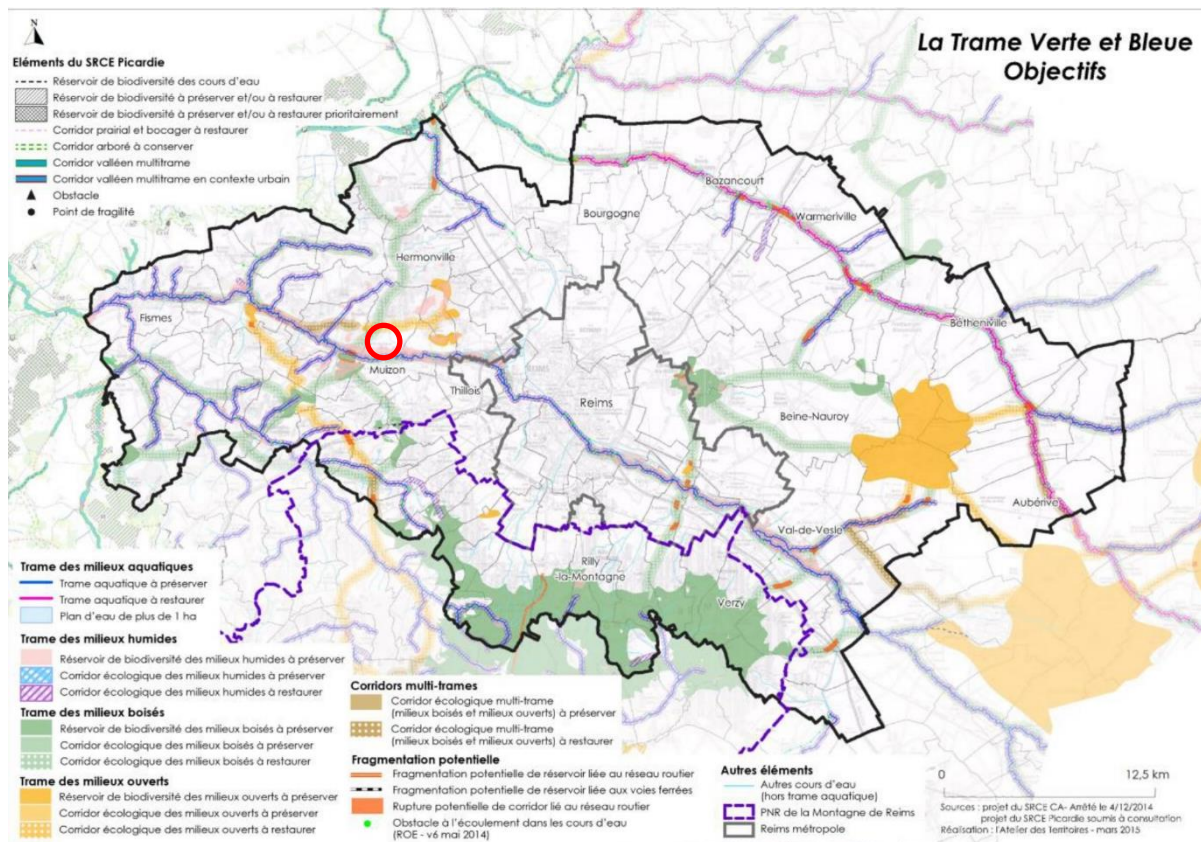 La Trame Verte et Bleue
Objectifs
N
Eléments du SRCE Picardie
Réservoir de biodiversité des cours d'eau
Réservoir de biodiversité à préserver et/ou à restaurer
Réservoir de biodiversité à préserver et/ou à restaurer prioritairement
Corridor prairial et bocager à restaurer
Corridor arboré à conserver
Corridor valléen multitrame
Corridor valléen multitrame en contexte urbain
Obstacle
Point de fragilité
Bazancourt
Bourgogne
Warmeriville
Hermonville
Fismes
Bétheniville
Muizon
Thillois
Reims
Beine-Nauroy
Aubérive
Val-de-Vesle
Rilly
-la-Montagne
Verzy
Trame des milieux aquatiques
Trame aquatique à préserver
Trame aquatique à restaurer
Plan d'eau de plus de 1 ha
Trame des milieux humides
Réservoir de biodiversité des milieux humides à préserver
Corridor écologique des milieux humides à préserver
Corridor écologique des milieux humides à restaurer
Trame des milieux boisés
Réservoir de biodiversité des milieux boisés à préserver
Corridor écologique des milieux boisés à préserver
Corridor écologique des milieux boisés à restaurer
Trame des milieux ouverts
Réservoir de biodiversité des milieux ouverts à préserver
Corridor écologique des milieux ouverts à préserver
Corridor écologique des milieux ouverts à restaurer
Corridors multi-trames
Corridor écologique multi-trame
(milieux boisés et milieux ouverts) à préserver
Corridor écologique multi-trame
(milieux boisés et milieux ouverts) à restaurer
Fragmentation potentielle
Fragmentation potentielle de réservoir liée au réseau routier
Fragmentation potentielle de réservoir liée aux voies ferrées
Rupture potentielle de corridor lié au réseau routier
Obstacle à l'écoulement dans les cours d'eau
(ROE - v6 mai 2014)
Autres éléments
Autres cours d'eau
(hors trame aquatique)
PNR de la Montagne de Reims
Reims métropole
0 12,5 km
Sources : projet du SRCE CA- Arrêté le 4/12/2014
projet du SRCE Picardie soumis à consultation
Réalisation : l'Atelier des Territoires - mars 2015